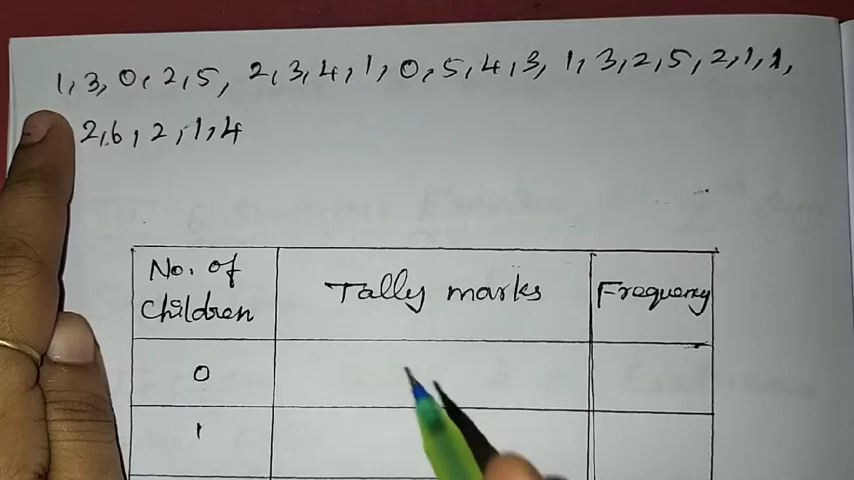 1, 3, 0, 2, 5, 2, 3, 4, 1, 0, 5, 4, 3, 1, 3, 2, 5, 2, 1, 1,
2, 6, 2, 1, 4
No. of Children
Tally marks
Frequency
0
1